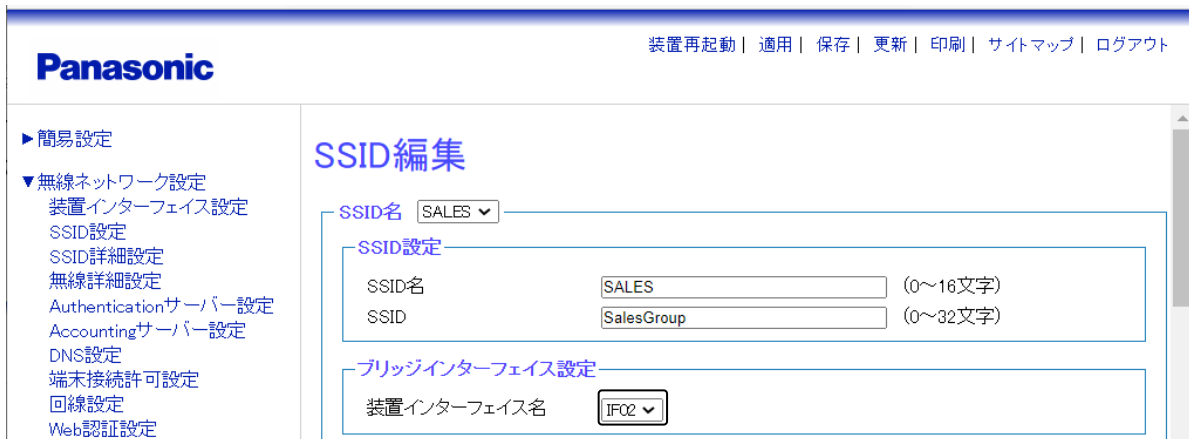 装置再起動 | 適用 | 保存 | 更新 | 印刷 | サイトマップ | ログアウト
Panasonic
▶簡易設定
▼無線ネットワーク設定
装置インターフェイス設定
SSID設定
SSID詳細設定
無線詳細設定
Authenticationサーバー設定
Accountingサーバー設定
DNS設定
端末接続許可設定
回線設定
Web認証設定
SSID編集
SSID名 SALES
SSID設定
SSID名 SALES (0～16文字)
SSID SalesGroup (0～32文字)
ブリッジインターフェイス設定
装置インターフェイス名 IF02